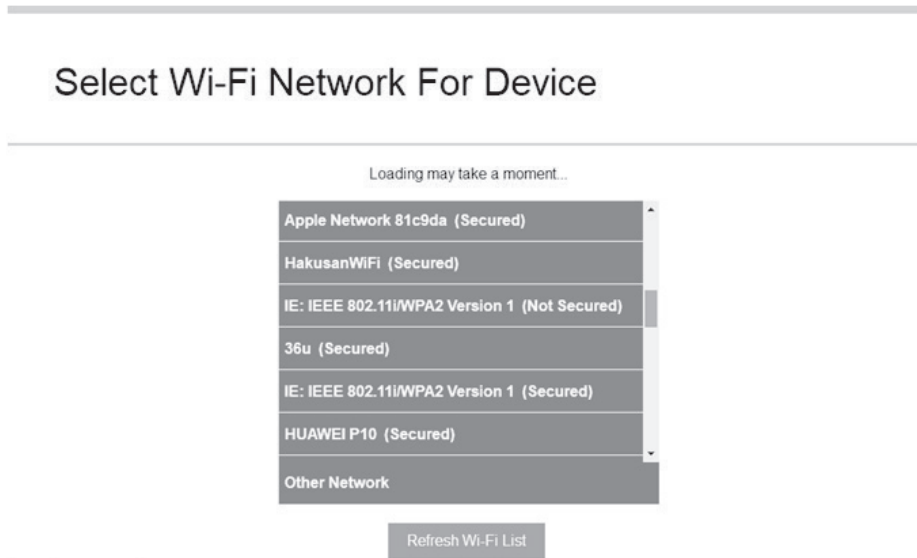 Select Wi-Fi Network For Device
Loading may take a moment...
Apple Network 81c9da (Secured)
HakusanWiFi (Secured)
IE: IEEE 802.11i/WPA2 Version 1 (Not Secured)
36u (Secured)
IE: IEEE 802.11i/WPA2 Version 1 (Secured)
HUAWEI P10 (Secured)
Other Network
Refresh Wi-Fi List